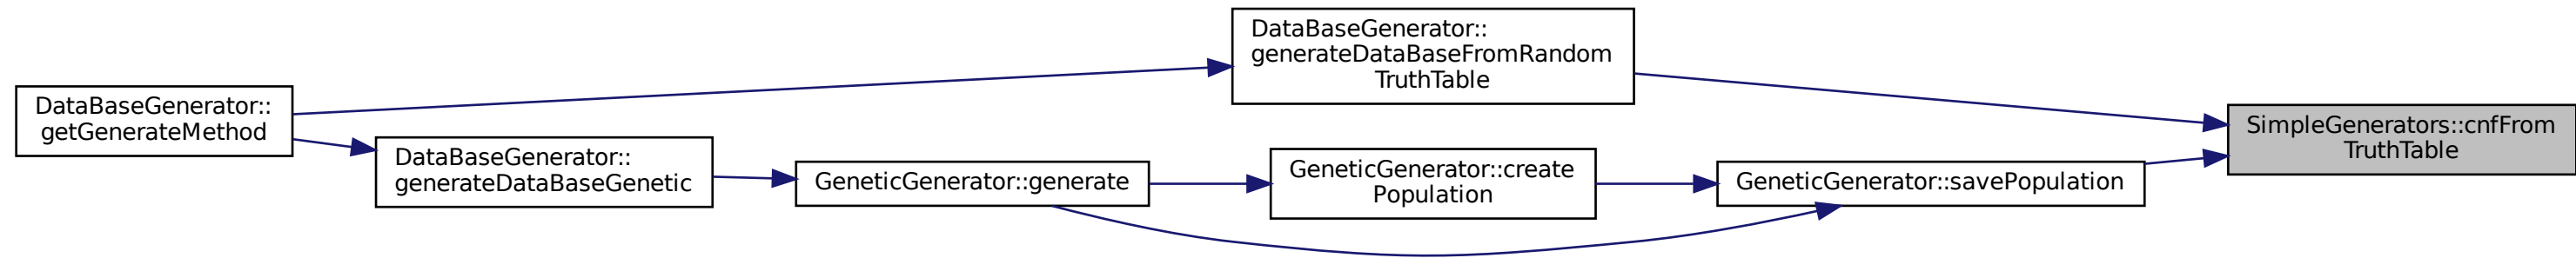 DataBaseGenerator::
getGenerateMethod
DataBaseGenerator::
generateDataBaseFromRandom
TruthTable
DataBaseGenerator::
generateDataBaseGenetic
GeneticGenerator::generate
GeneticGenerator::create
Population
GeneticGenerator::savePopulation
SimpleGenerators::cnfFrom
TruthTable